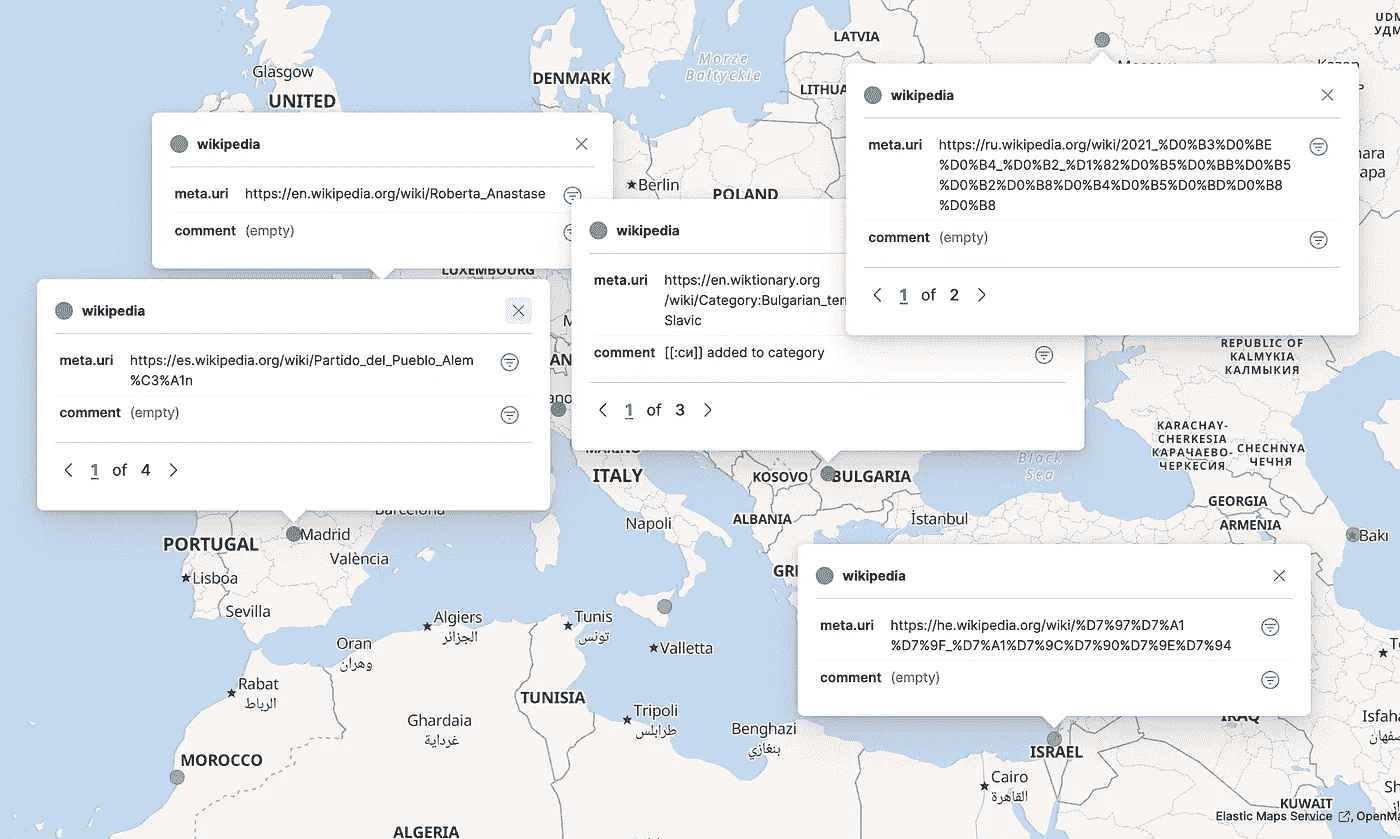 LATVIA
Morze
Bałtyckie
Glasgow
DENMARK
UNITED
wikipedia
meta.uri https://ru.wikipedia.org/wiki/2021_%D0%B3%D0%BE
%D0%B4_%D0%B2_%D1%82%D0%B5%D0%BB%D0%B5
%D0%B2%D0%B8%D0%B4%D0%B5%D0%BD%D0%B8
%D0%B8
comment (empty)
1 of 2
wikipedia
meta.uri https://en.wikipedia.org/wiki/Roberta_Anastase
comment (empty)
Berlin
POLAND
wikipedia
meta.uri https://en.wiktionary.org
/wiki/Category:Bulgarian_ter
Slavic
comment [[:си]] added to category
1 of 3
LUXEMBOURG
wikipedia
meta.uri https://es.wikipedia.org/wiki/Partido_del_Pueblo_Alem
%C3%A1n
comment (empty)
1 of 4
REPUBLIC OF
KALMYKIA
КАЛМЫКИЯ
KARACHAY-
CHERKESIA
КАРАЧАЕВО-
ЧЕРКЕСИЯ
CHECHNYA
ЧЕЧНЯ
Black
Sea
ITALY
KOSOVO
BULGARIA
GEORGIA
ARMENIA
Barcelona
Napoli
ALBANIA
İstanbul
Madrid
PORTUGAL
València
Bakı
Lisboa
Sevilla
wikipedia
meta.uri https://he.wikipedia.org/wiki/%D7%97%D7%A1
%D7%9F_%D7%A1%D7%9C%D7%90%D7%9E%D7%94
comment (empty)
Algiers
الجزائر
Tunis
تونس
Oran
وهران
Valletta
Rabat
الرباط
TUNISIA
Tripoli
طرابلس
Ghardaia
غرداية
Benghazi
بنغازي
IRAQ
MOROCCO
ISRAEL
Cairo
القاهرة
KUWAIT
ALGERIA
Elastic Maps Service